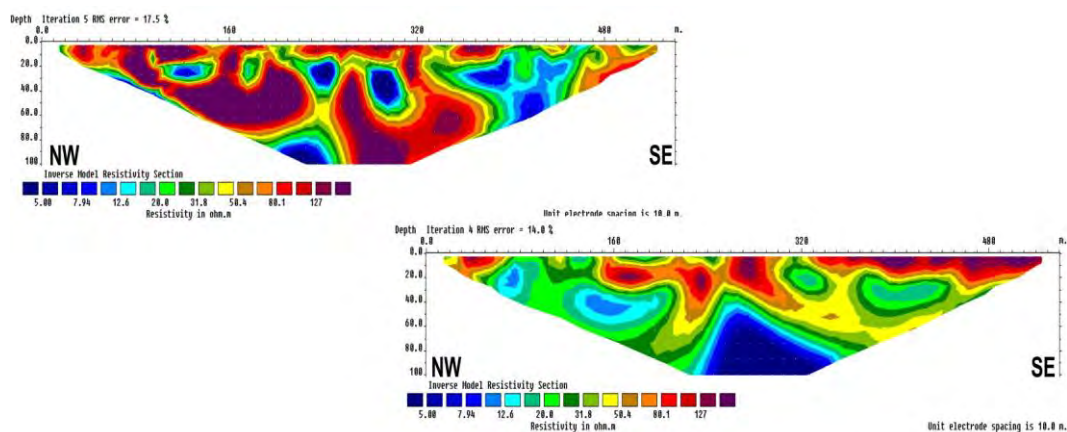 Depth Iteration 5 RMS error = 17.5 %
0.0 160 320 480 m.
0.0
20.0
40.0
60.0
80.0
100
NW SE
Inverse Model Resistivity Section
5.00 7.94 12.6 20.0 31.8 50.4 80.1 127
Resistivity in ohm.m
Unit electrode spacing is 10.0 m.
Depth Iteration 4 RMS error = 14.0 %
0.0 160 320 480 m.
0.0
20.0
40.0
60.0
80.0
100
NW SE
Inverse Model Resistivity Section
5.00 7.94 12.6 20.0 31.8 50.4 80.1 127
Resistivity in ohm.m
Unit electrode spacing is 10.0 m.